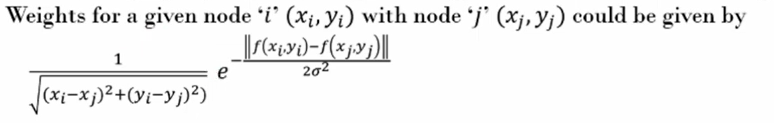 Weights for a given node ‘i’ (xᵢ, yᵢ) with node ‘j’ (xⱼ, yⱼ) could be given by
1/√((xᵢ−xⱼ)²+(yᵢ−yⱼ)²) e^(−‖f(xᵢ,yᵢ)−f(xⱼ,yⱼ)‖/2σ²)